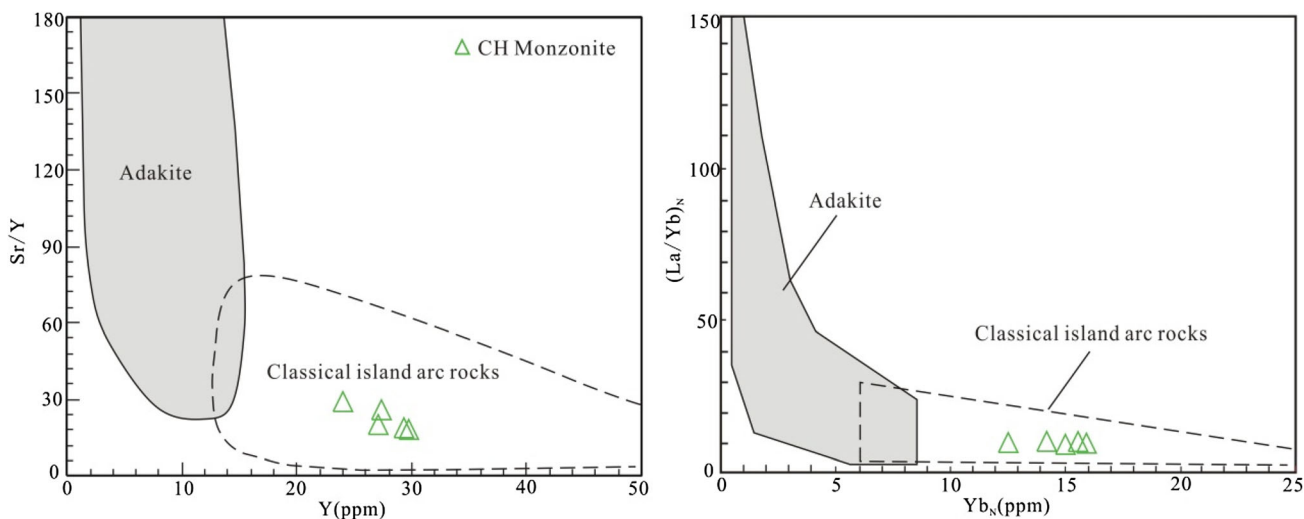 180
150
120
90
60
30
0
Sr/Y
0
10
20
30
40
50
Y(ppm)
Adakite
CH Monzonite
Classical island arc rocks
150
100
50
0
(La/Yb)N
0
5
10
15
20
25
YbN(ppm)
Adakite
Classical island arc rocks